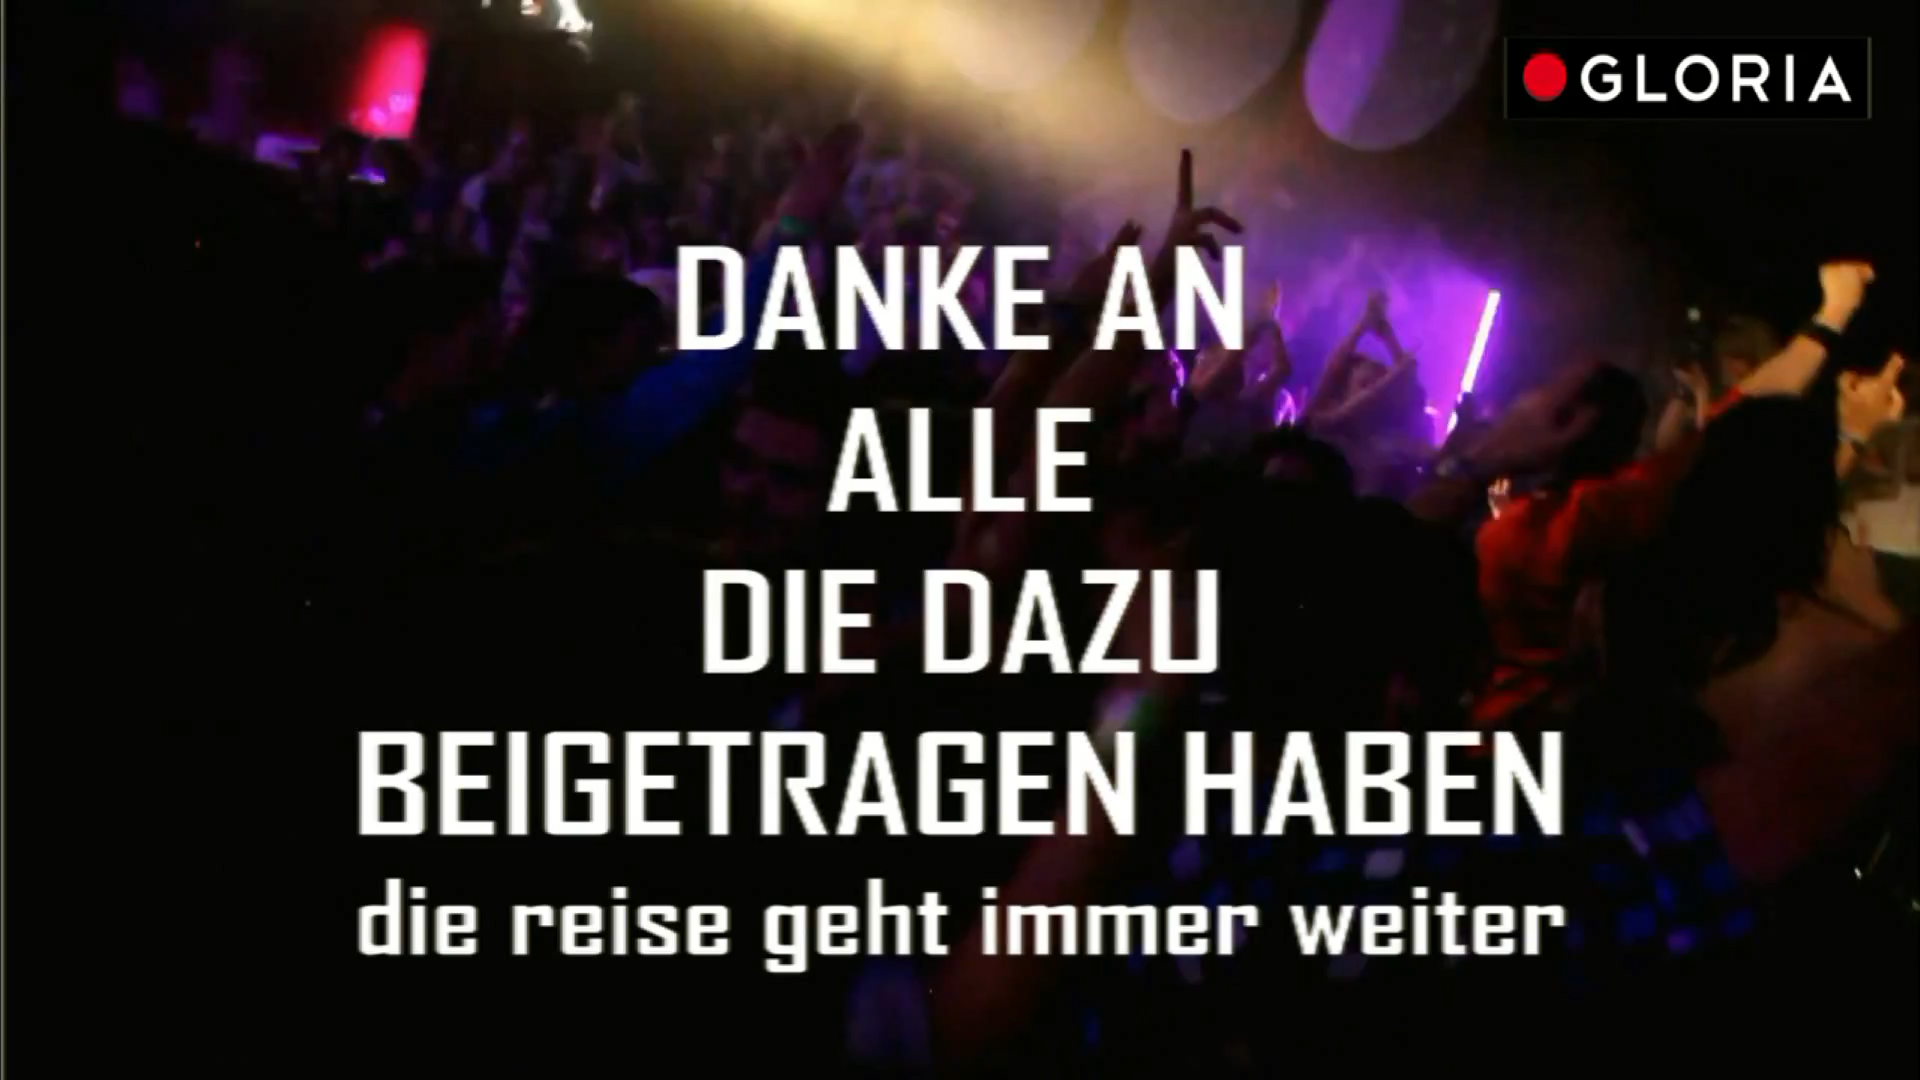 GLORIA
DANKE AN
ALLE
DIE DAZU
BEIGETRAGEN HABEN
die reise geht immer weiter